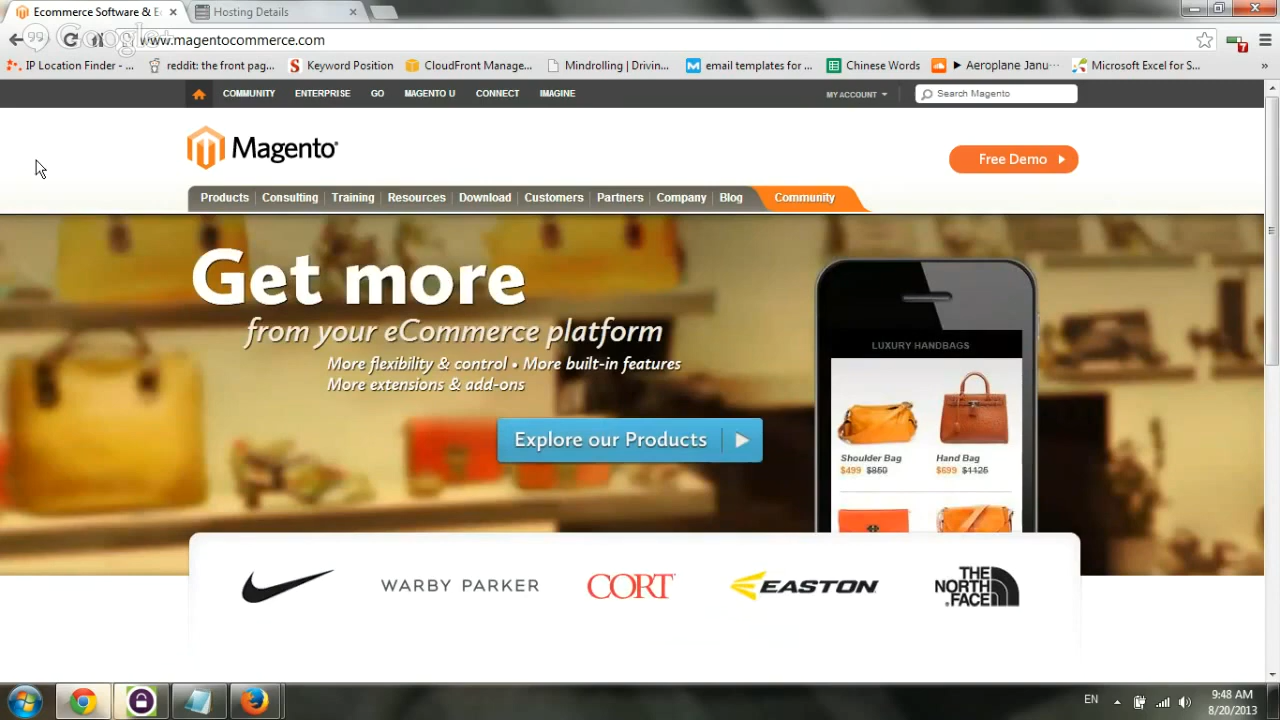 Ecommerce Software & Ec
Hosting Details
Google+
www.magentocommerce.com
7
IP Location Finder - ...
reddit: the front pag...
Keyword Position
CloudFront Manage...
Mindrolling | Drivin...
email templates for ...
Chinese Words
▶ Aeroplane Janu...
Microsoft Excel for S...
»
COMMUNITY
ENTERPRISE
GO
MAGENTO U
CONNECT
IMAGINE
MY ACCOUNT
Search Magento
Magento®
Free Demo
Products
Consulting
Training
Resources
Download
Customers
Partners
Company
Blog
Community
Get more
from your eCommerce platform
More flexibility & control • More built-in features
More extensions & add-ons
Explore our Products
LUXURY HANDBAGS
Shoulder Bag
$499 $850
Hand Bag
$699 $1125
WARBY PARKER
CORT
EASTON
THE
NORTH
FACE
EN
9:48 AM
8/20/2013